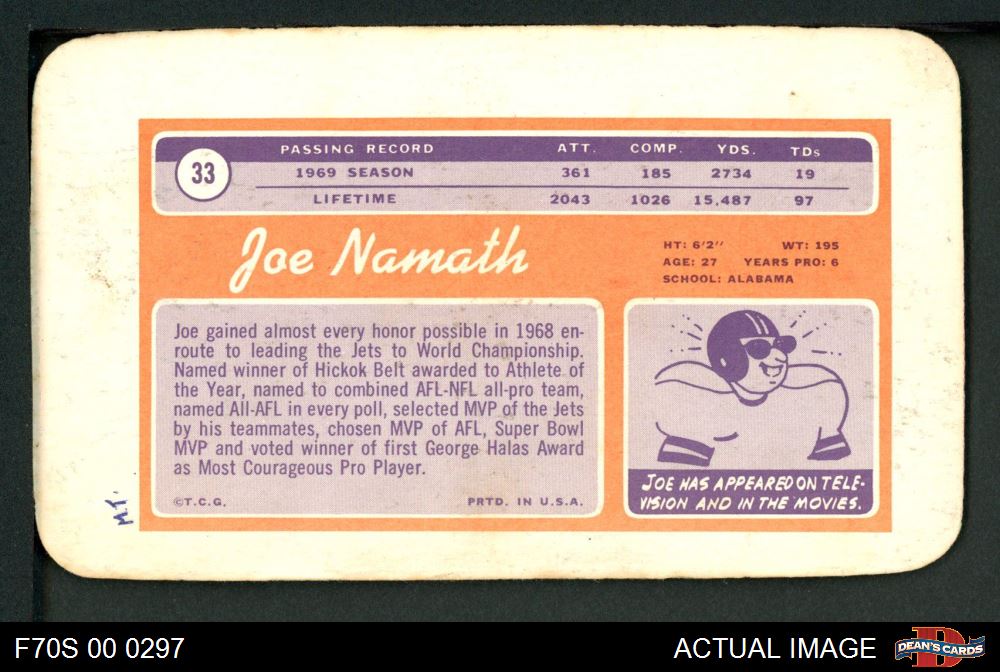 33
PASSING RECORD ATT. COMP. YDS. TDs
1969 SEASON 361 185 2734 19
LIFETIME 2043 1026 15,487 97
Joe Namath
HT: 6'2" WT: 195
AGE: 27 YEARS PRO: 6
SCHOOL: ALABAMA
Joe gained almost every honor possible in 1968 en-
route to leading the Jets to World Championship.
Named winner of Hickok Belt awarded to Athlete of
the Year, named to combined AFL-NFL all-pro team,
named All-AFL in every poll, selected MVP of the Jets
by his teammates, chosen MVP of AFL, Super Bowl
MVP and voted winner of first George Halas Award
as Most Courageous Pro Player.
©T.C.G. PRTD. IN U.S.A.
JOE HAS APPEARED ON TELE-
VISION AND IN THE MOVIES.
F70S 00 0297
ACTUAL IMAGE
D
DEAN'S CARDS